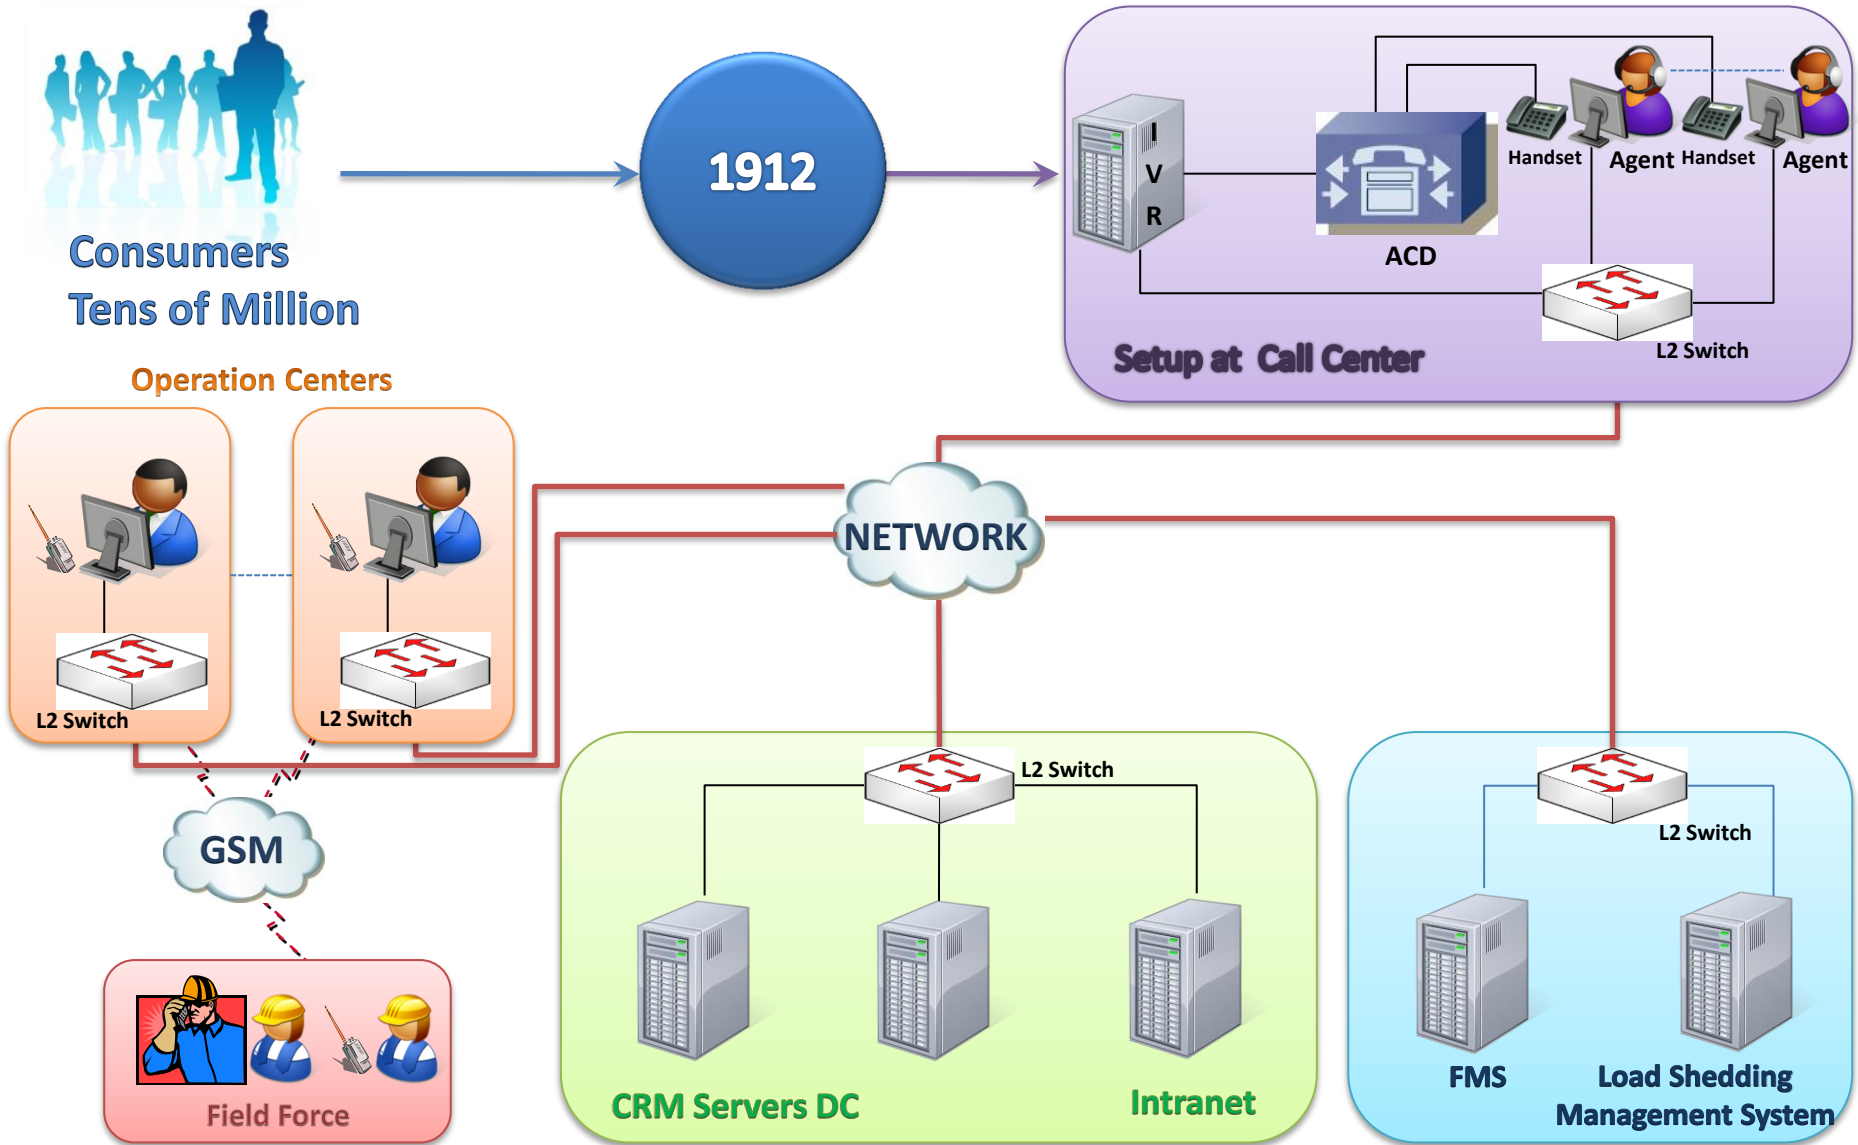 Consumers
Tens of Million
1912
I
V
R
ACD
Handset
Agent
Handset
Agent
L2 Switch
Setup at Call Center
Operation Centers
L2 Switch
L2 Switch
NETWORK
GSM
Field Force
L2 Switch
CRM Servers DC
Intranet
L2 Switch
FMS
Load Shedding
Management System